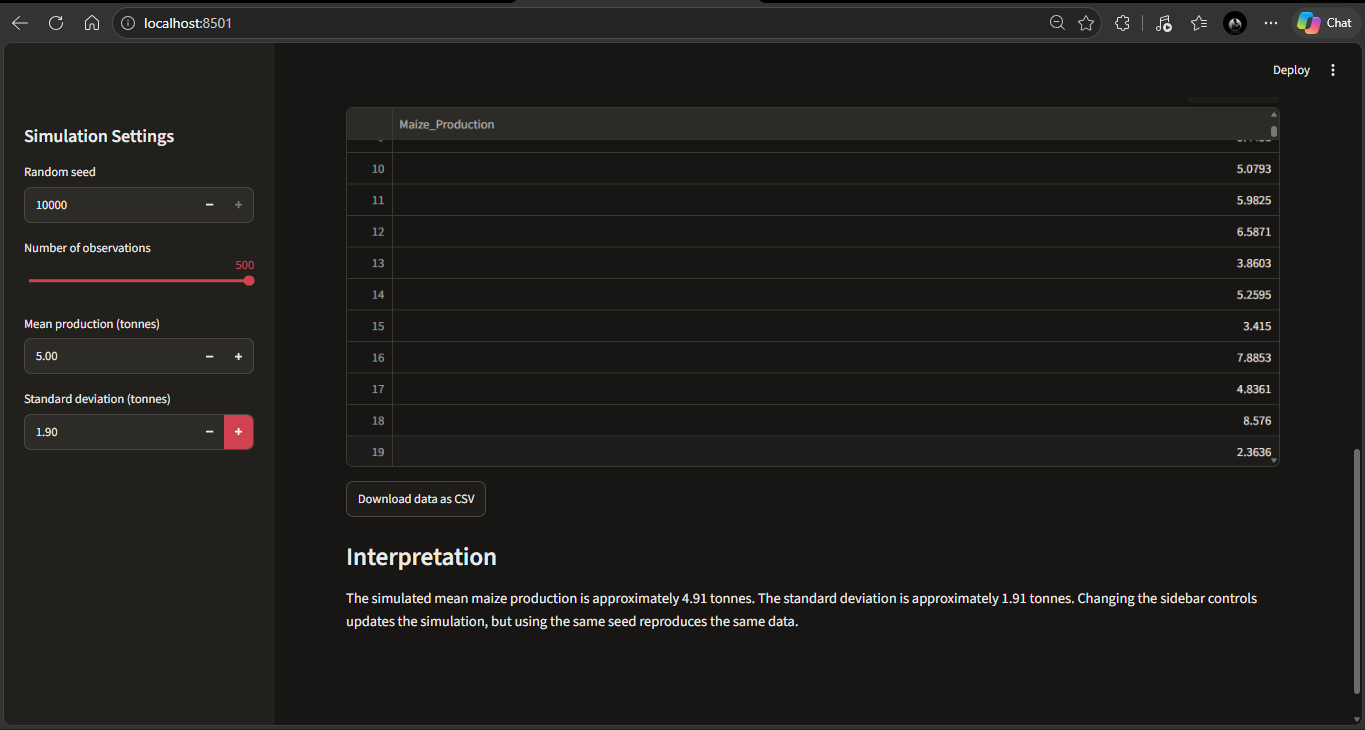 localhost:8501
Chat
Deploy
Simulation Settings
Random seed
10000
Number of observations
500
Mean production (tonnes)
5.00
Standard deviation (tonnes)
1.90
Maize_Production
10 5.0793
11 5.9825
12 6.5871
13 3.8603
14 5.2595
15 3.415
16 7.8853
17 4.8361
18 8.576
19 2.3636
Download data as CSV
Interpretation
The simulated mean maize production is approximately 4.91 tonnes. The standard deviation is approximately 1.91 tonnes. Changing the sidebar controls
updates the simulation, but using the same seed reproduces the same data.